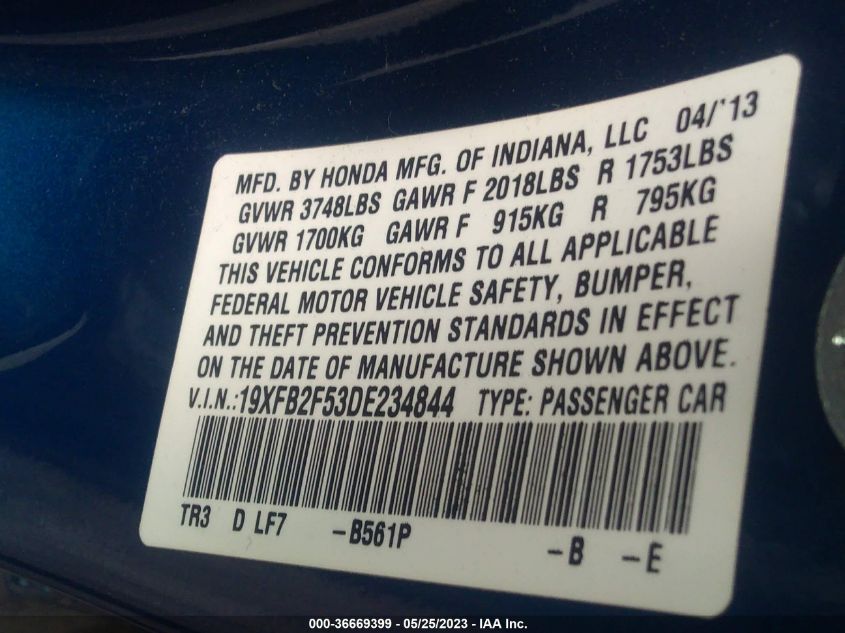 MFD. BY HONDA MFG. OF INDIANA, LLC 04/'13
GVWR 3748LBS GAWR F 2018LBS R 1753LBS
GVWR 1700KG GAWR F 915KG R 795KG
THIS VEHICLE CONFORMS TO ALL APPLICABLE
FEDERAL MOTOR VEHICLE SAFETY, BUMPER,
AND THEFT PREVENTION STANDARDS IN EFFECT
ON THE DATE OF MANUFACTURE SHOWN ABOVE.
V.I.N.:19XFB2F53DE234844 TYPE: PASSENGER CAR
TR3 D LF7 -B561P -B -E
000-36669399 / 05/25/2023 - IAA Inc.